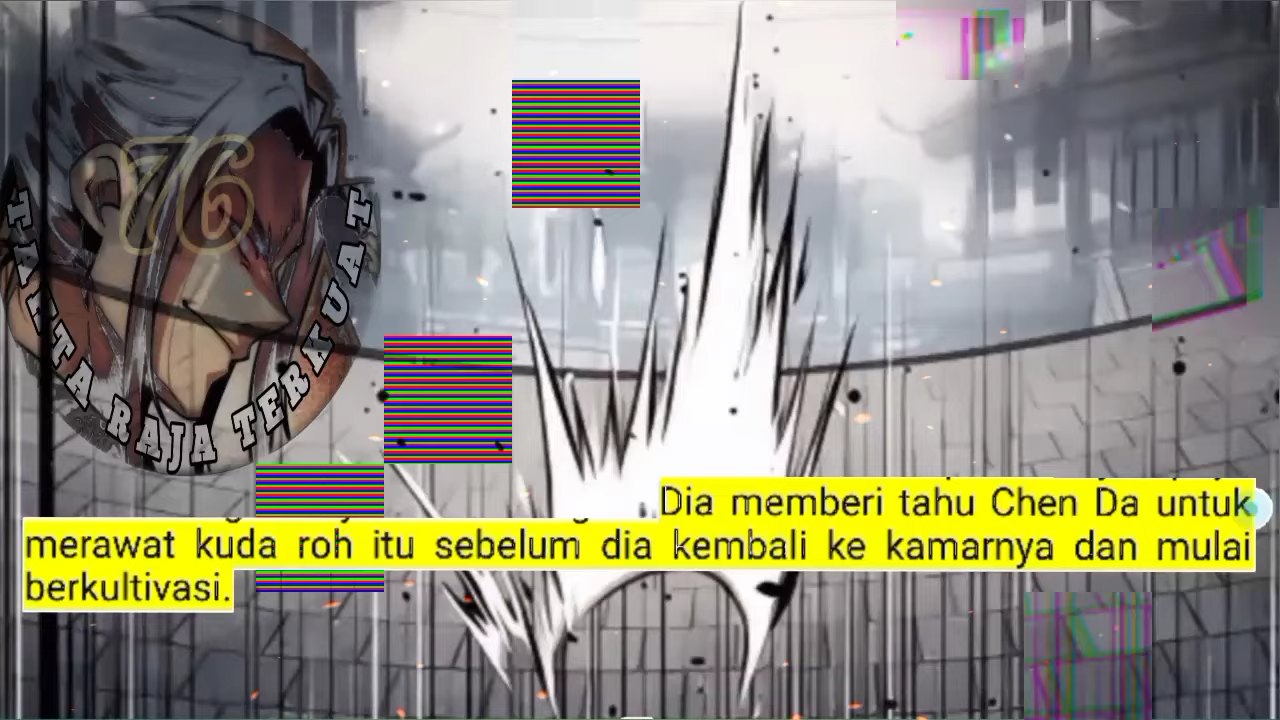 76
TAHTA RAJA TERKUAT
Dia memberi tahu Chen Da untuk
merawat kuda roh itu sebelum dia kembali ke kamarnya dan mulai
berkultivasi.